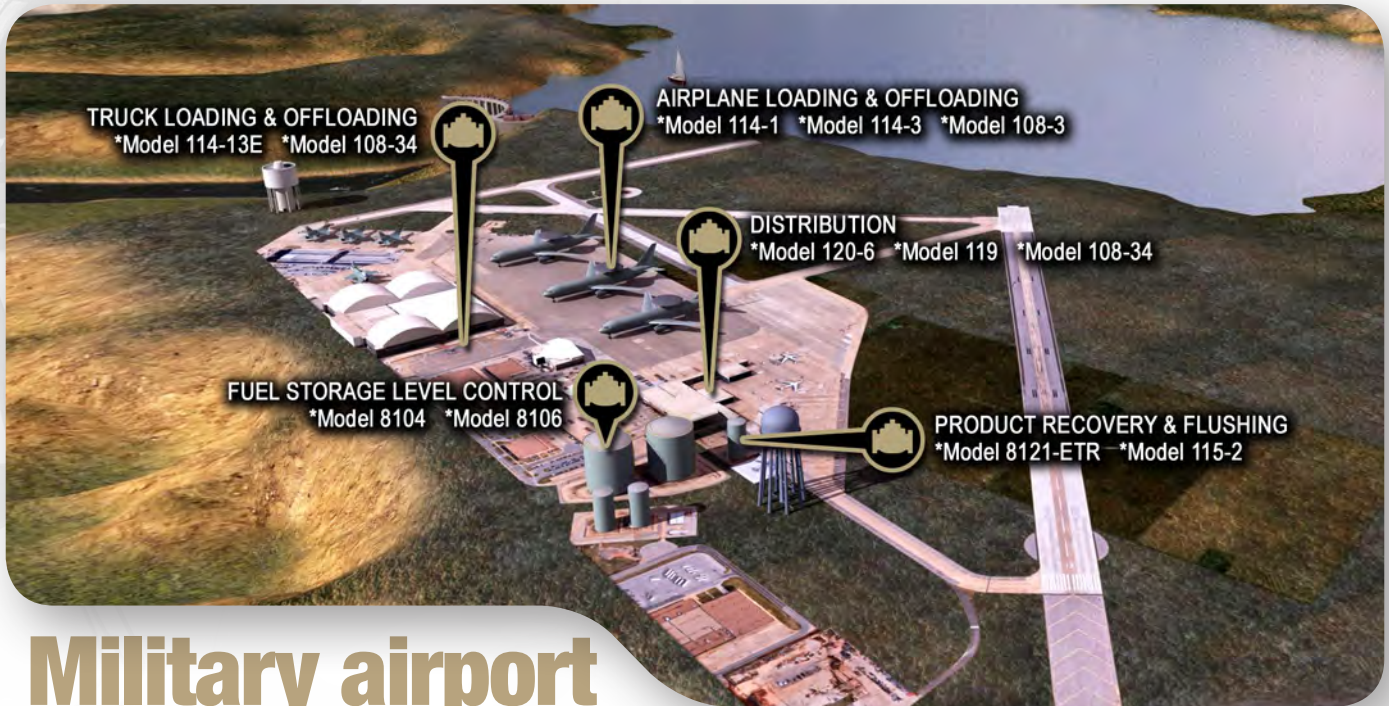 TRUCK LOADING & OFFLOADING
*Model 114-13E *Model 108-34
AIRPLANE LOADING & OFFLOADING
*Model 114-1 *Model 114-3 *Model 108-3
DISTRIBUTION
*Model 120-6 *Model 119 *Model 108-34
FUEL STORAGE LEVEL CONTROL
*Model 8104 *Model 8106
PRODUCT RECOVERY & FLUSHING
*Model 8121-ETR *Model 115-2
Military airport